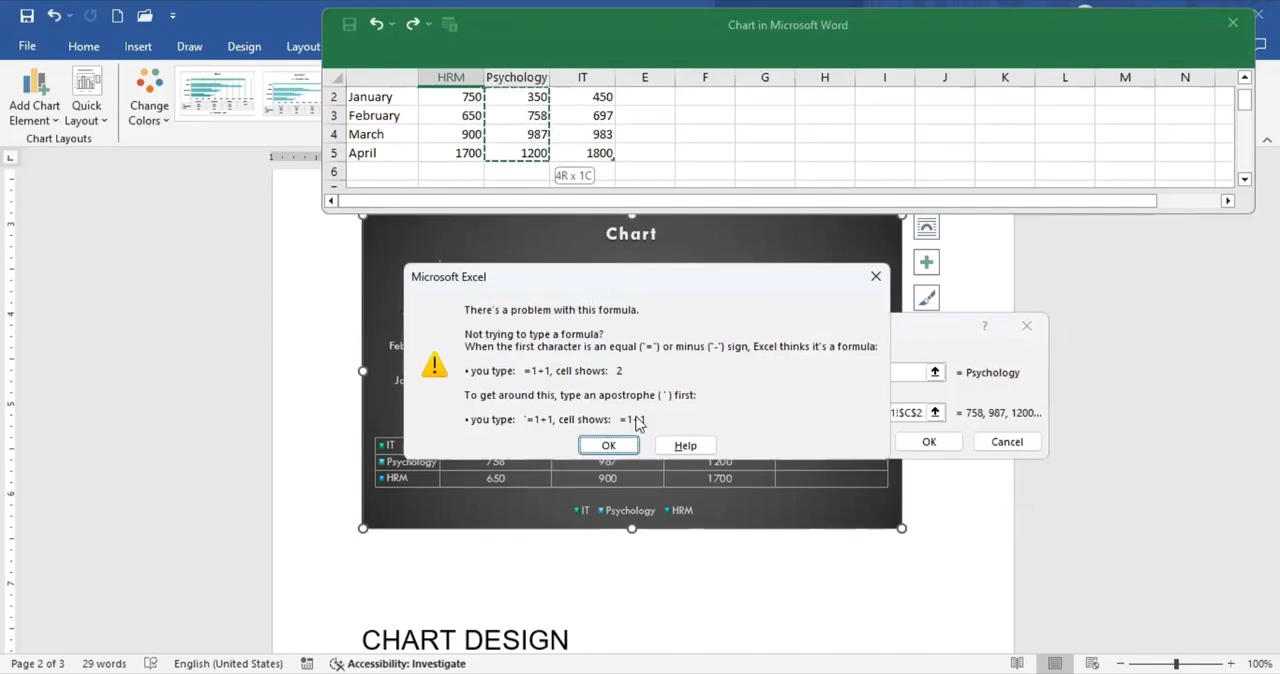 Chart in Microsoft Word
File Home Insert Draw Design Layout
Add Chart Element
Quick Layout
Change Colors
Chart Layouts
HRM Psychology IT E F G H I J K L M N
2 January 750 350 450
3 February 650 758 697
4 March 900 987 983
5 April 1700 1200 1800
6
4R x 1C
Chart
Microsoft Excel
There's a problem with this formula.
Not trying to type a formula?
When the first character is an equal ("=") or minus ("-") sign, Excel thinks it's a formula:
• you type: =1+1, cell shows: 2
To get around this, type an apostrophe ( ' ) first:
• you type: '=1+1, cell shows: =1+1
OK Help
? 
= Psychology
1!$C$2 = 758, 987, 1200...
OK Cancel
Feb
Ja
IT
Psychology 758 987 1200
HRM 650 900 1700
IT Psychology HRM
CHART DESIGN
Page 2 of 3 29 words English (United States) Accessibility: Investigate 100%